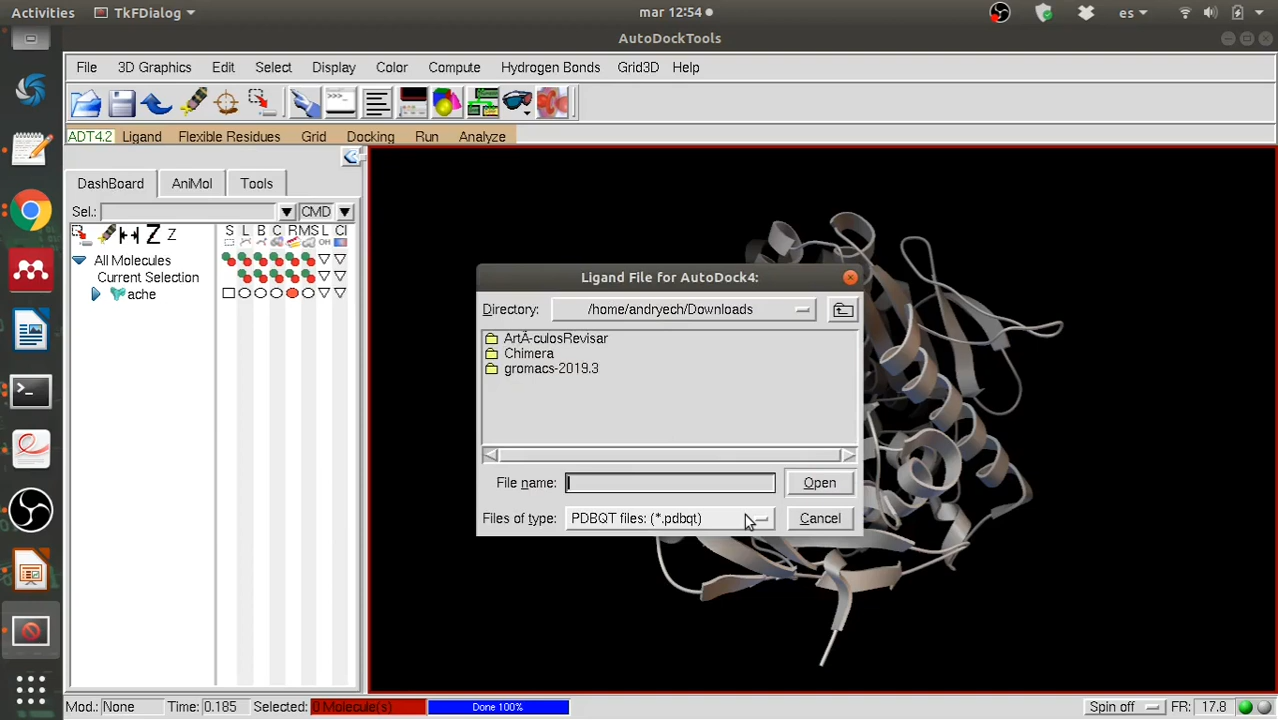 Activities TkFDialog mar 12:54 es
AutoDockTools
File 3D Graphics Edit Select Display Color Compute Hydrogen Bonds Grid3D Help
ADT4.2 Ligand Flexible Residues Grid Docking Run Analyze
DashBoard AniMol Tools
Sel.: CMD
S L B C R MS L Cl
Z Z
All Molecules
Current Selection
ache
Ligand File for AutoDock4:
Directory: /home/andryech/Downloads
ArtÃ-culosRevisar
Chimera
gromacs-2019.3
File name: Open
Files of type: PDBQT files: (*.pdbqt) Cancel
Mod.: None Time: 0.185 Selected: 0 Molecule(s) Done 100% Spin off FR: 17.8